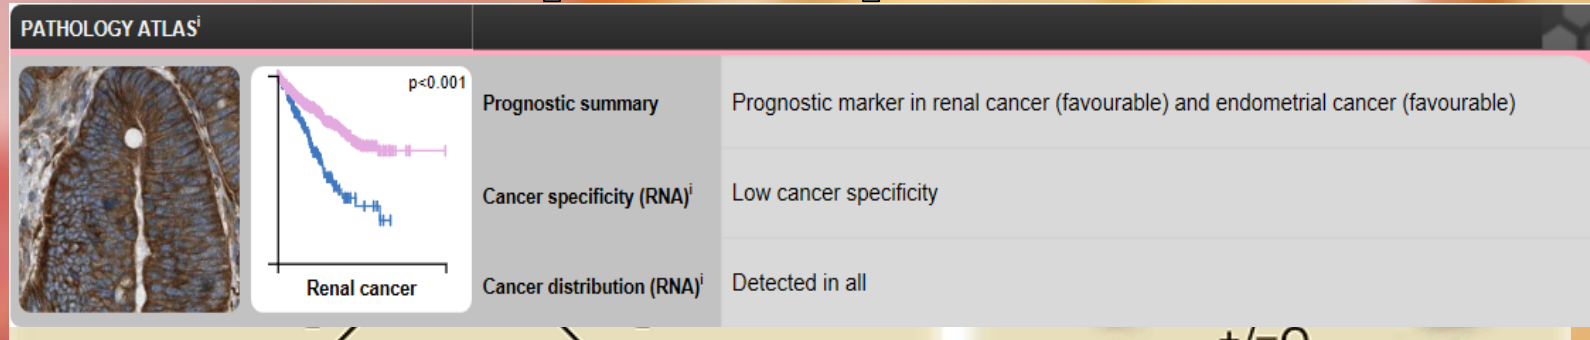 PATHOLOGY ATLASⁱ
p<0.001
Renal cancer
Prognostic summary
Prognostic marker in renal cancer (favourable) and endometrial cancer (favourable)
Cancer specificity (RNA)ⁱ
Low cancer specificity
Cancer distribution (RNA)ⁱ
Detected in all